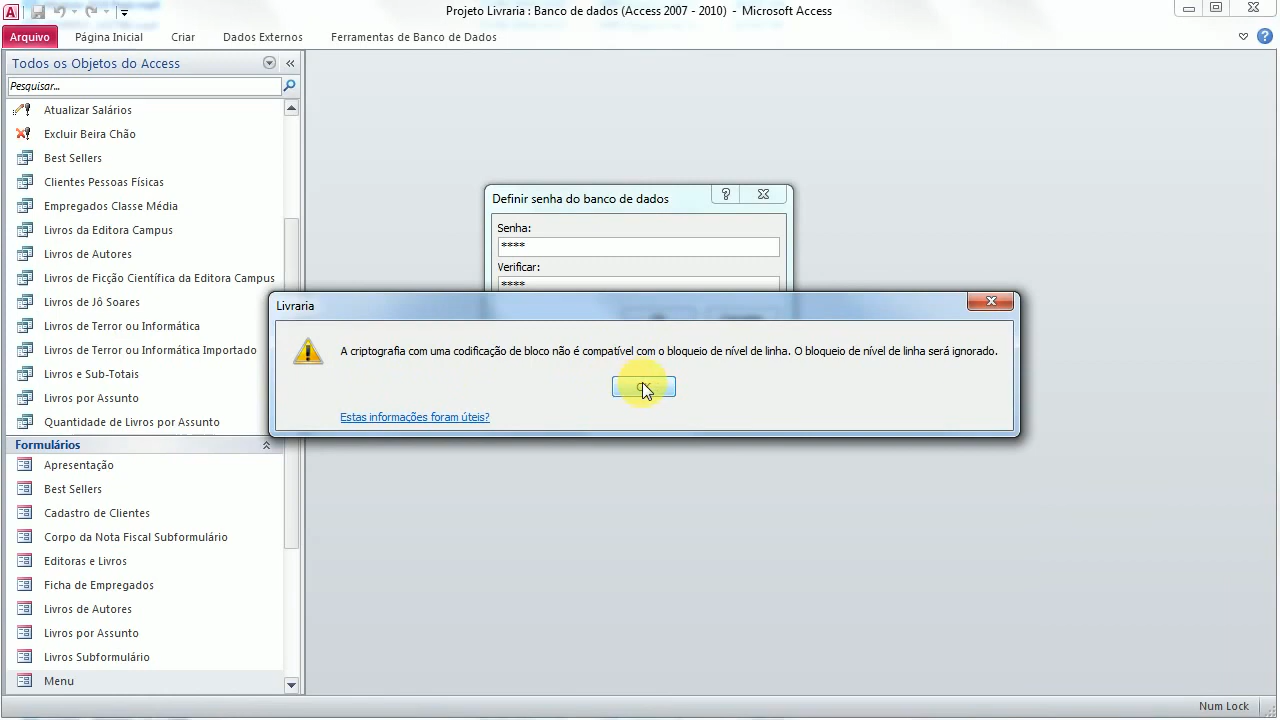 Projeto Livraria : Banco de dados (Access 2007 - 2010) - Microsoft Access
Arquivo
Página Inicial
Criar
Dados Externos
Ferramentas de Banco de Dados
Todos os Objetos do Access
Pesquisar...
Atualizar Salários
Excluir Beira Chão
Best Sellers
Clientes Pessoas Físicas
Empregados Classe Média
Livros da Editora Campus
Livros de Autores
Livros de Ficção Científica da Editora Campus
Livros de Jô Soares
Livros de Terror ou Informática
Livros de Terror ou Informática Importado
Livros e Sub-Totais
Livros por Assunto
Quantidade de Livros por Assunto
Formulários
Apresentação
Best Sellers
Cadastro de Clientes
Corpo da Nota Fiscal Subformulário
Editoras e Livros
Ficha de Empregados
Livros de Autores
Livros por Assunto
Livros Subformulário
Menu
Definir senha do banco de dados
Senha:
****
Verificar:
****
Livraria
A criptografia com uma codificação de bloco não é compatível com o bloqueio de nível de linha. O bloqueio de nível de linha será ignorado.
Estas informações foram úteis?
Num Lock